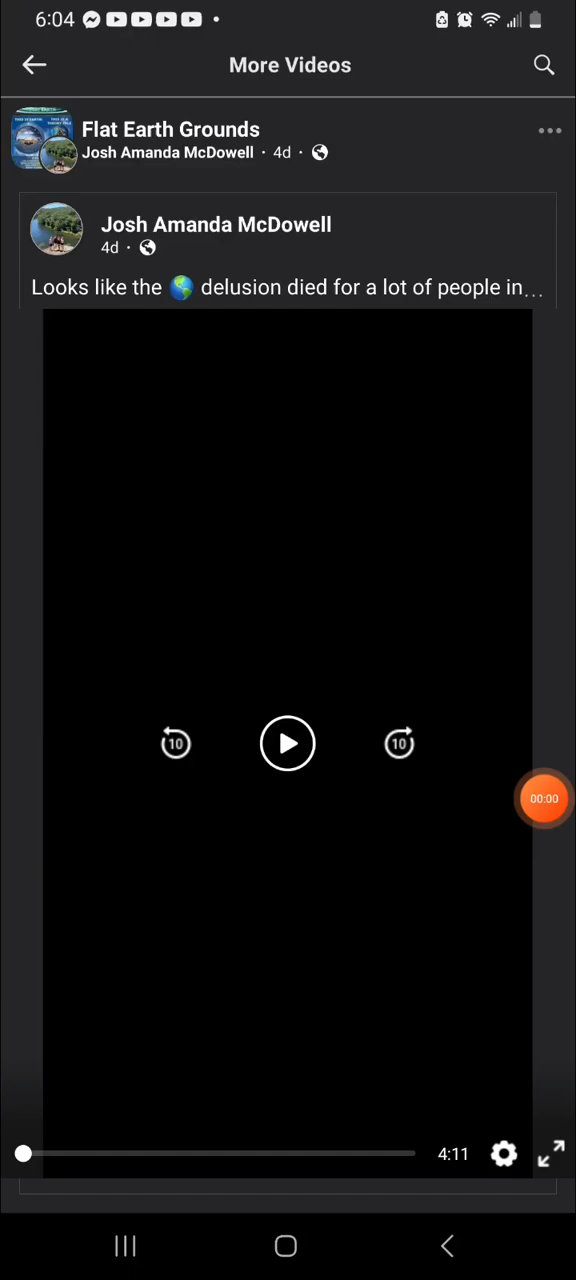 6:04
More Videos
Flat Earth Grounds
Josh Amanda McDowell · 4d ·
Josh Amanda McDowell
4d ·
Looks like the 🌎 delusion died for a lot of people in...
10
10
00:00
4:11